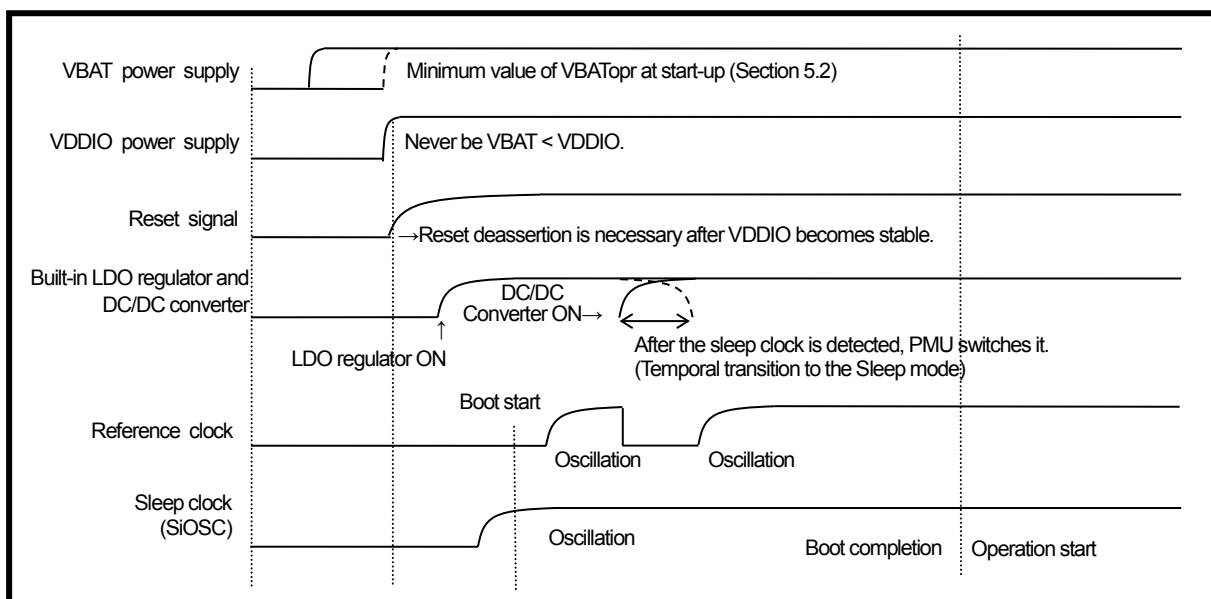 VBAT power supply
Minimum value of VBATopr at start-up (Section 5.2)
VDDIO power supply
Never be VBAT < VDDIO.
Reset signal
→Reset deassertion is necessary after VDDIO becomes stable.
Built-in LDO regulator and
DC/DC converter
DC/DC
Converter ON→
↑
LDO regulator ON
After the sleep clock is detected, PMU switches it.
(Temporal transition to the Sleep mode)
Boot start
Reference clock
Oscillation
Oscillation
Sleep clock
(SiOSC)
Oscillation
Boot completion
Operation start